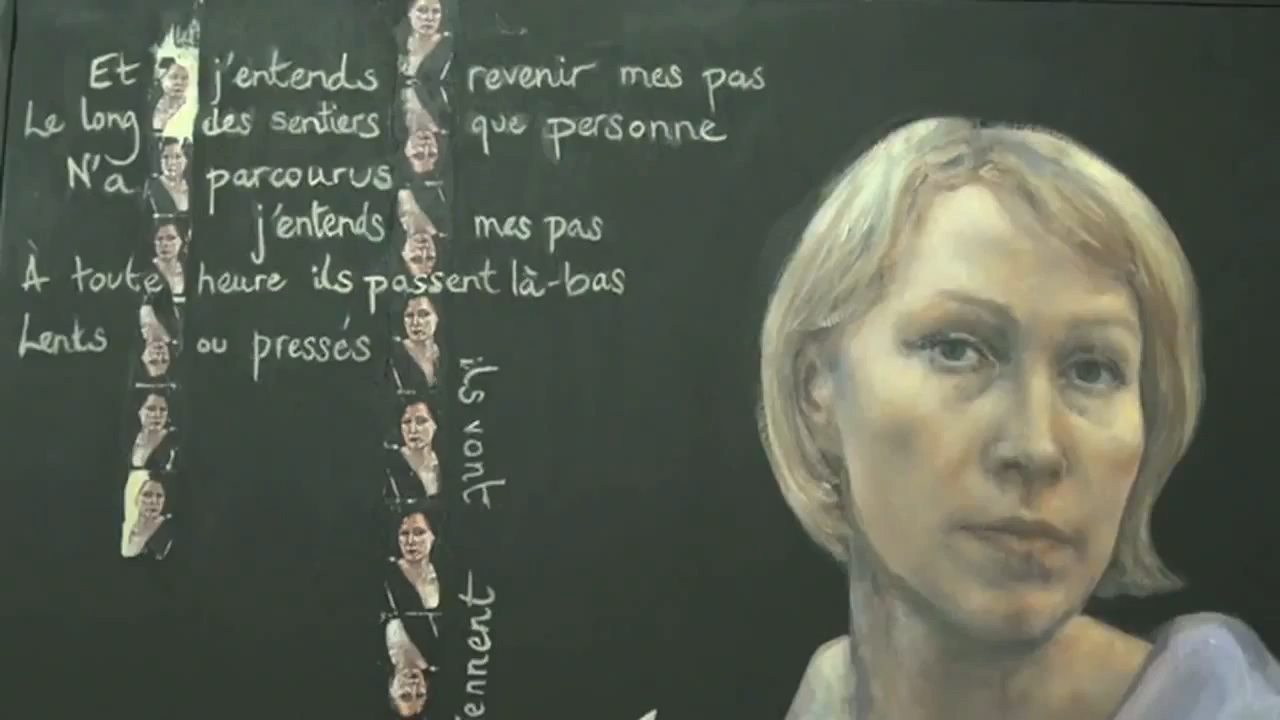 Et j'entends revenir mes pas
Le long des sentiers que personne
N'a parcourus
j'entends mes pas
À toute heure ils passent là-bas
Lents ou pressés
ils vont
iennent